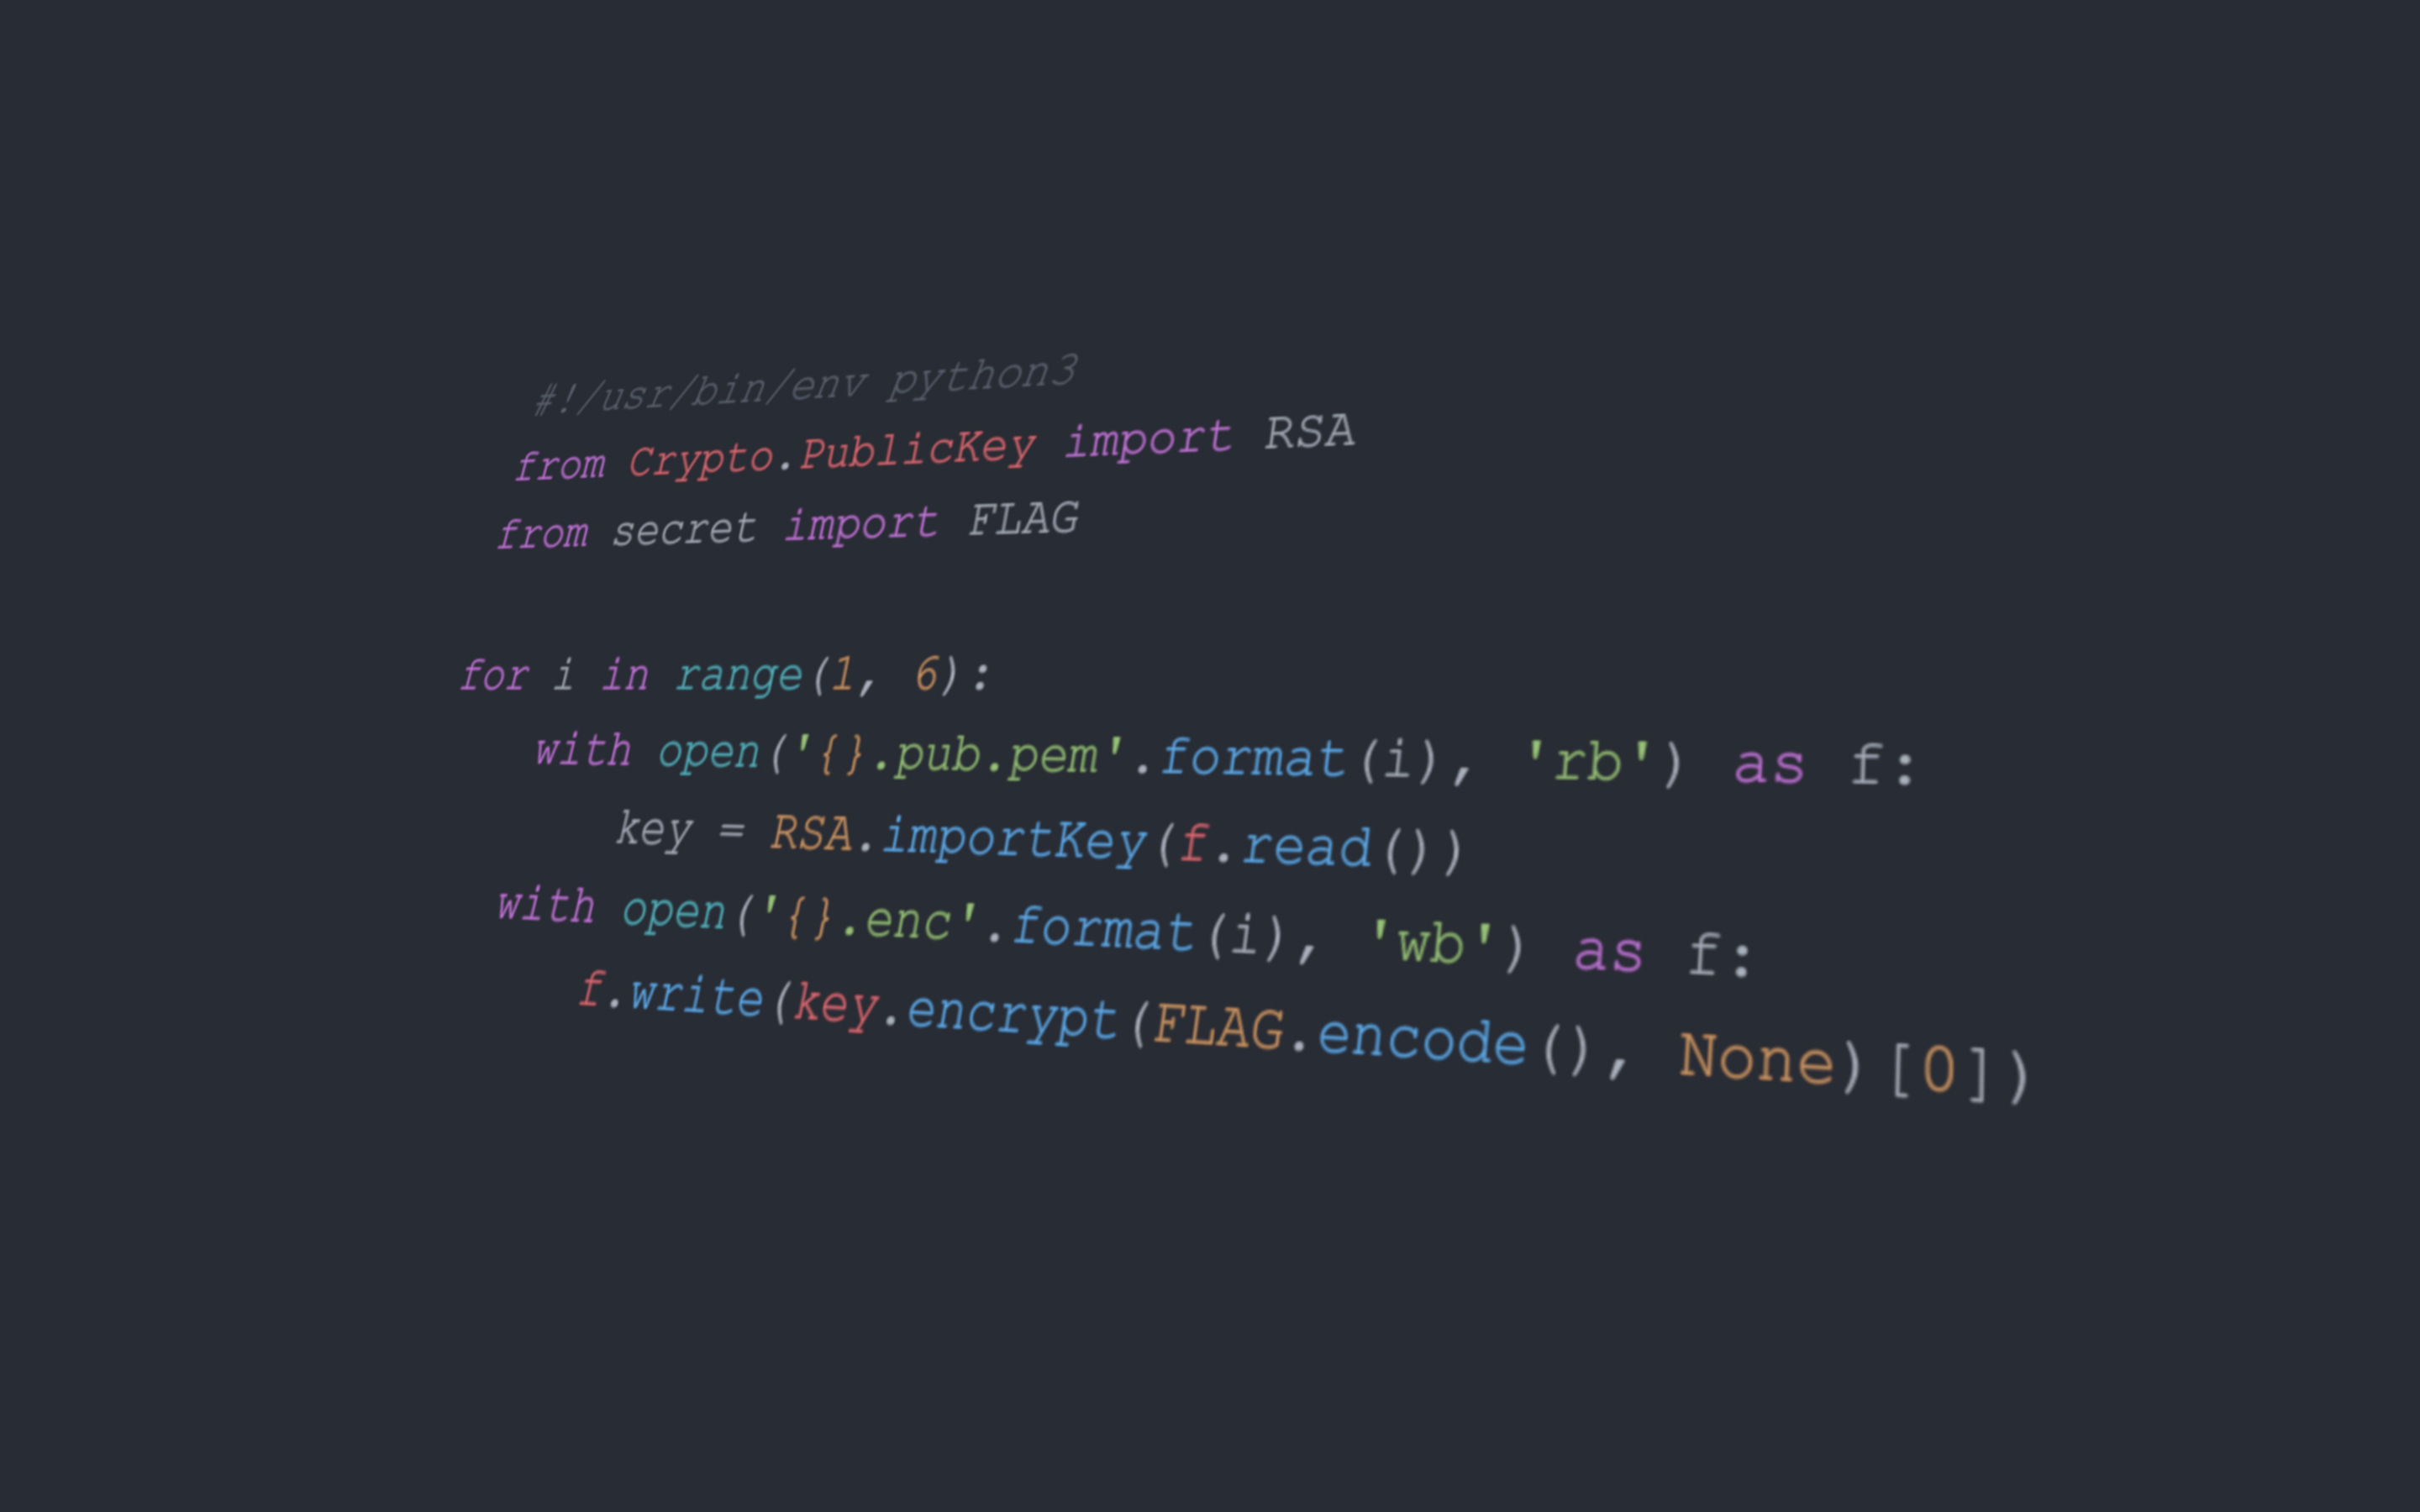 #!/usr/bin/env python3
from Crypto.PublicKey import RSA
from secret import FLAG
for i in range(1, 6):
with open('{}.pub.pem'.format(i), 'rb') as f:
key = RSA.importKey(f.read())
with open('{}.enc'.format(i), 'wb') as f:
f.write(key.encrypt(FLAG.encode(), None)[0])